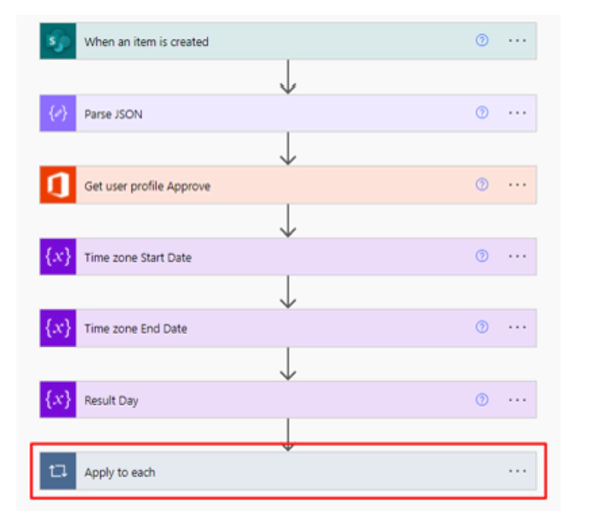 When an item is created
Parse JSON
Get user profile Approve
Time zone Start Date
Time zone End Date
Result Day
Apply to each